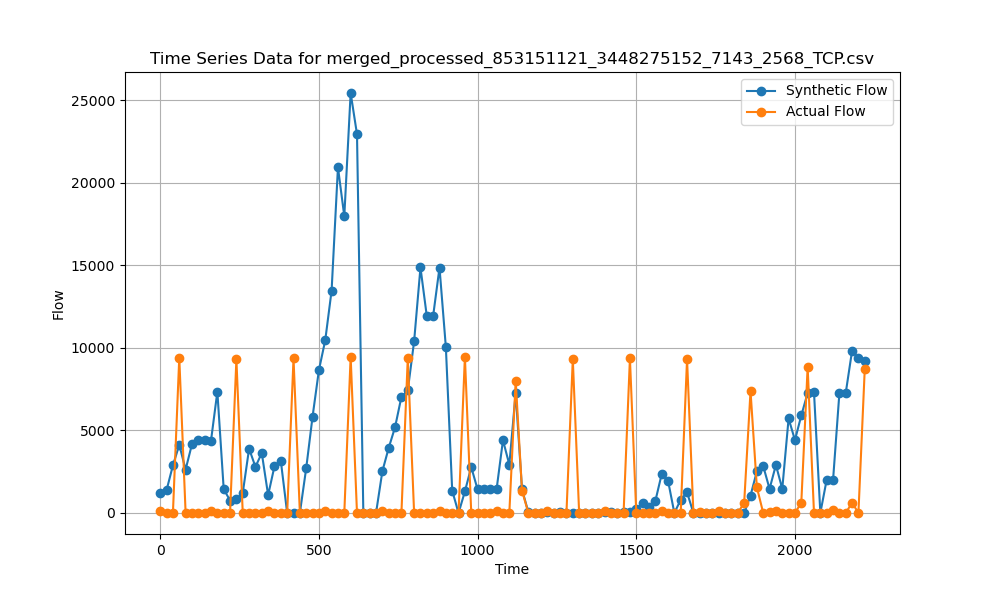 Time Series Data for merged_processed_853151121_3448275152_7143_2568_TCP.csv
Synthetic Flow
Actual Flow
25000
20000
15000
10000
5000
0
Flow
0 500 1000 1500 2000
Time